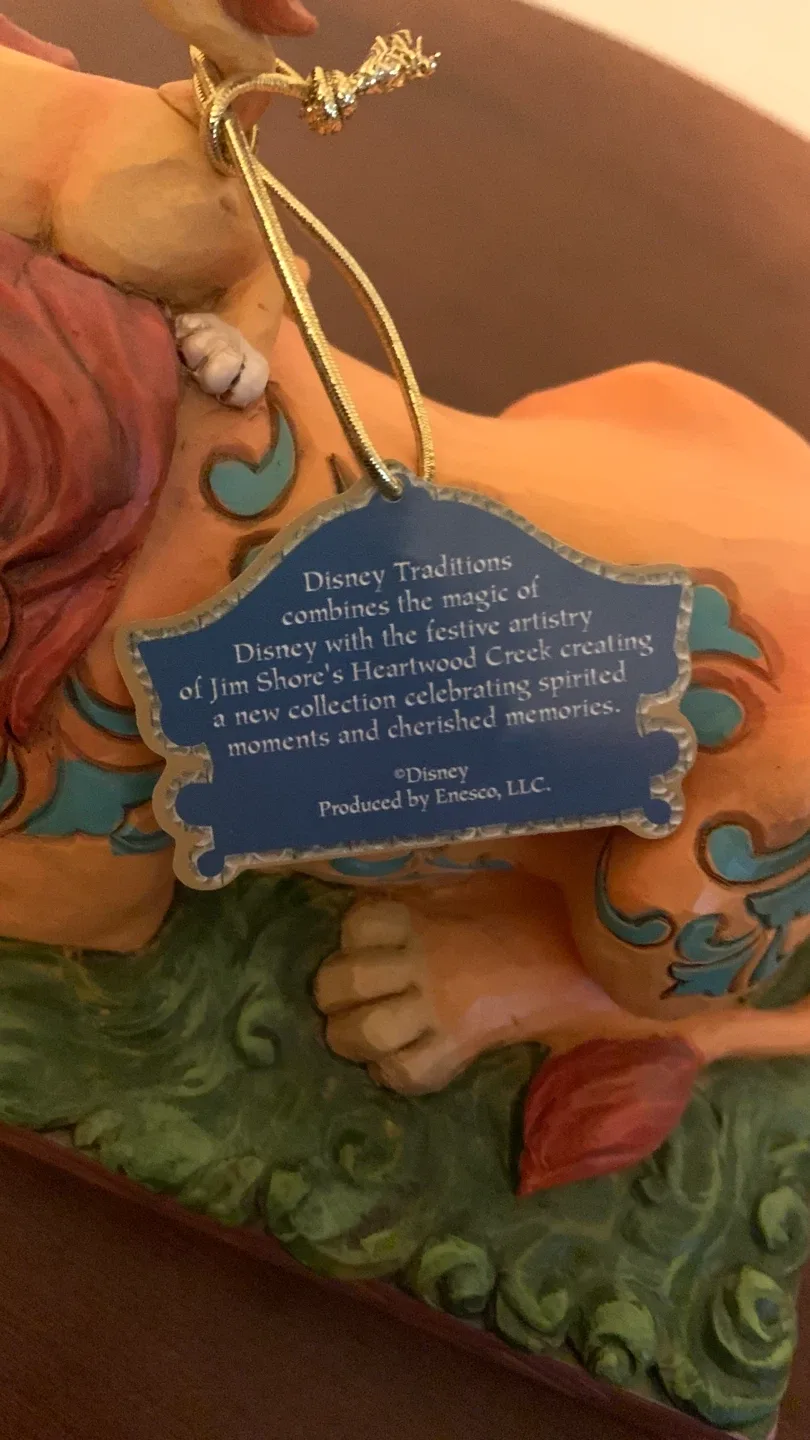 Disney Traditions
combines the magic of
Disney with the festive artistry
of Jim Shore's Heartwood Creek creating
a new collection celebrating spirited
moments and cherished memories.
©Disney
Produced by Enesco, LLC.